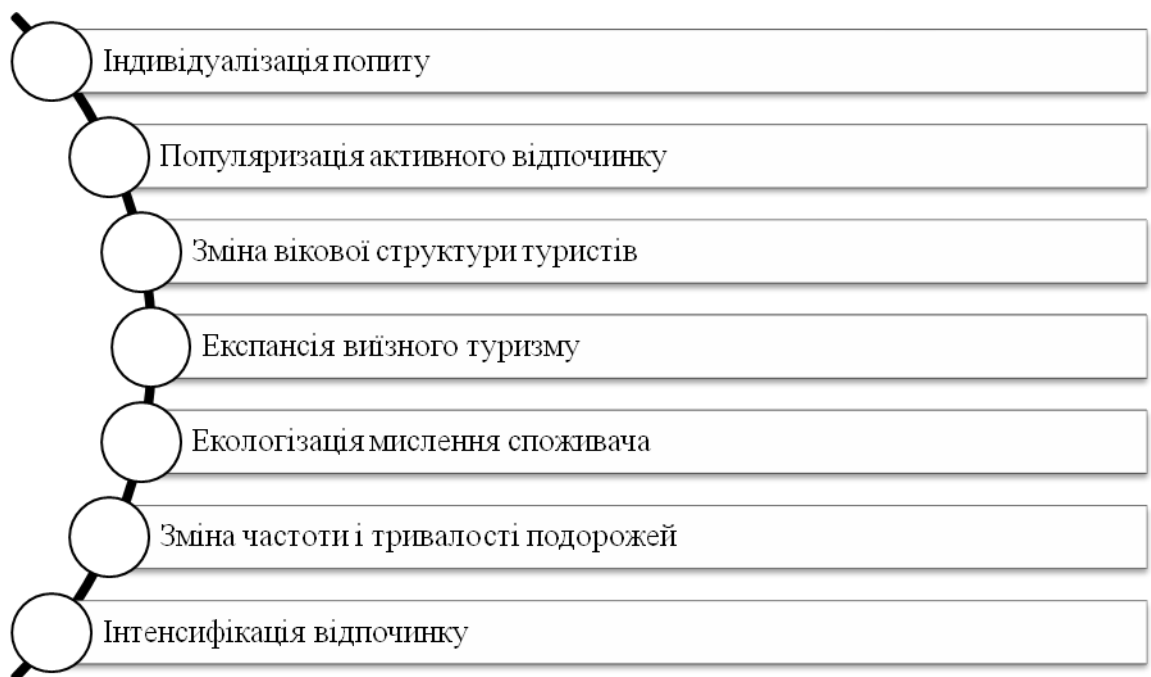 Індивідуалізація попиту
Популяризація активного відпочинку
Зміна вікової структури туристів
Експансія виїзного туризму
Екологізація мислення споживача
Зміна частоти і тривалості подорожей
Інтенсифікація відпочинку